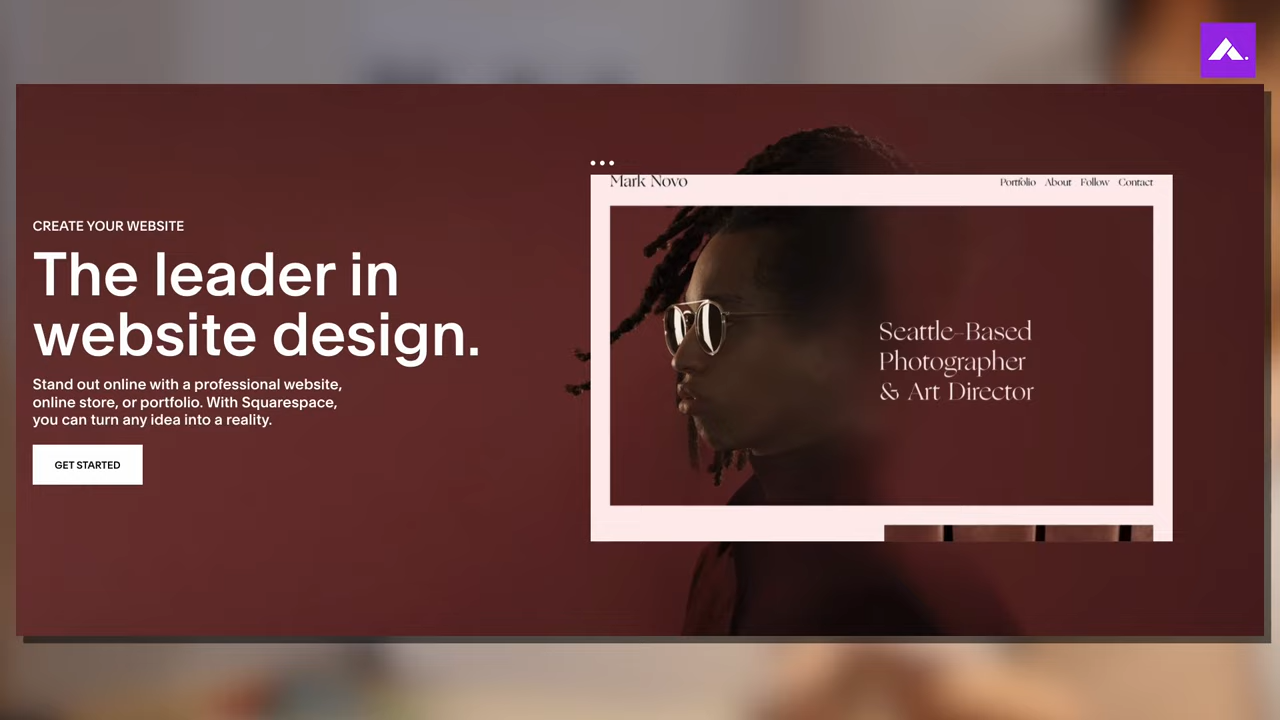 CREATE YOUR WEBSITE
The leader in
website design.
Stand out online with a professional website,
online store, or portfolio. With Squarespace,
you can turn any idea into a reality.
GET STARTED
Mark Novo
Portfolio About Follow Contact
Seattle-Based
Photographer
& Art Director